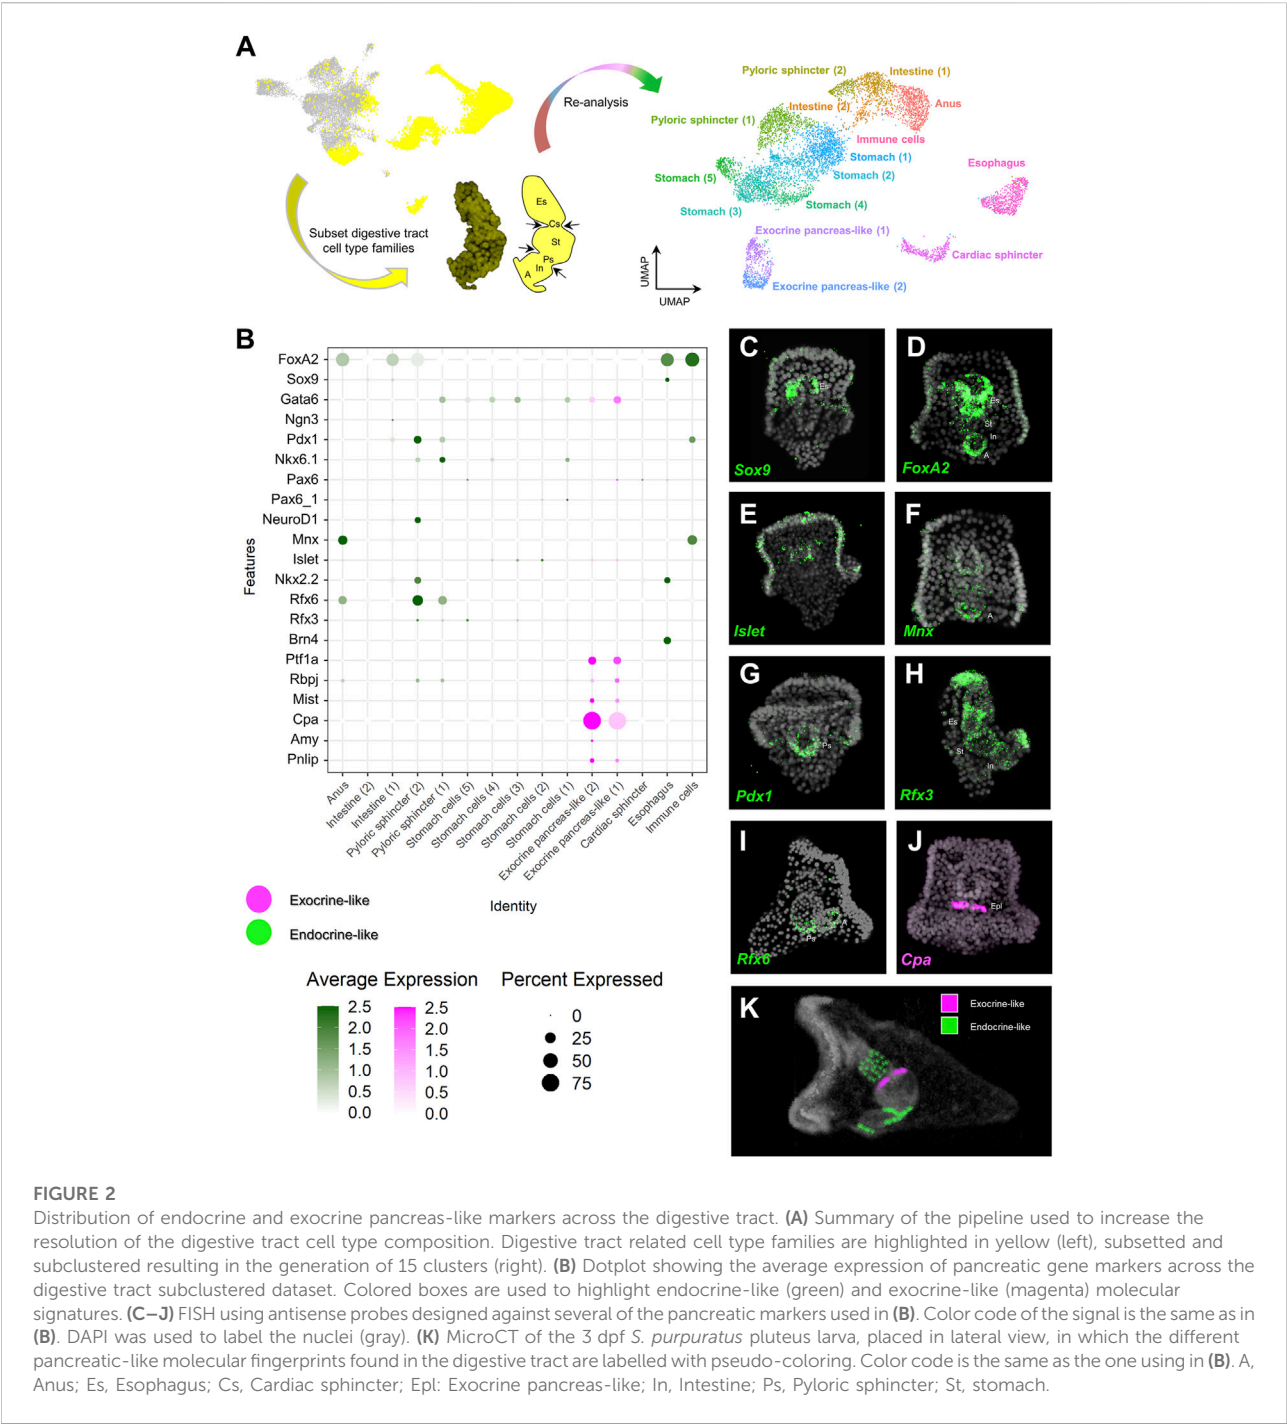 A
Re-analysis
Subset digestive tract
cell type families
Es
Cs
St
Ps
In
A
Pyloric sphincter (2)
Intestine (1)
Intestine (2)
Anus
Pyloric sphincter (1)
Immune cells
Stomach (1)
Esophagus
Stomach (5)
Stomach (2)
Stomach (3)
Stomach (4)
Exocrine pancreas-like (1)
Cardiac sphincter
Exocrine pancreas-like (2)
UMAP
UMAP
B
Features
FoxA2
Sox9
Gata6
Ngn3
Pdx1
Nkx6.1
Pax6
Pax6_1
NeuroD1
Mnx
Islet
Nkx2.2
Rfx6
Rfx3
Brn4
Ptf1a
Rbpj
Mist
Cpa
Amy
Pnlip
Anus
Intestine (2)
Intestine (1)
Pyloric sphincter (2)
Pyloric sphincter (1)
Stomach cells (5)
Stomach cells (4)
Stomach cells (3)
Stomach cells (2)
Stomach cells (1)
Exocrine pancreas-like (2)
Exocrine pancreas-like (1)
Cardiac sphincter
Esophagus
Immune cells
Identity
Exocrine-like
Endocrine-like
Average Expression
2.5
2.0
1.5
1.0
0.5
0.0
2.5
2.0
1.5
1.0
0.5
0.0
Percent Expressed
0
25
50
75
C
Es
Sox9
D
Es
St
In
A
FoxA2
E
Islet
F
A
Mnx
G
Ps
Pdx1
H
Es
St
In
Rfx3
I
A
Ps
Rfx6
J
Epl
Cpa
K
Exocrine-like
Endocrine-like
FIGURE 2
Distribution of endocrine and exocrine pancreas-like markers across the digestive tract. (A) Summary of the pipeline used to increase the
resolution of the digestive tract cell type composition. Digestive tract related cell type families are highlighted in yellow (left), subsetted and
subclustered resulting in the generation of 15 clusters (right). (B) Dotplot showing the average expression of pancreatic gene markers across the
digestive tract subclustered dataset. Colored boxes are used to highlight endocrine-like (green) and exocrine-like (magenta) molecular
signatures. (C–J) FISH using antisense probes designed against several of the pancreatic markers used in (B). Color code of the signal is the same as in
(B). DAPI was used to label the nuclei (gray). (K) MicroCT of the 3 dpf S. purpuratus pluteus larva, placed in lateral view, in which the different
pancreatic-like molecular fingerprints found in the digestive tract are labelled with pseudo-coloring. Color code is the same as the one using in (B). A,
Anus; Es, Esophagus; Cs, Cardiac sphincter; Epl: Exocrine pancreas-like; In, Intestine; Ps, Pyloric sphincter; St, stomach.